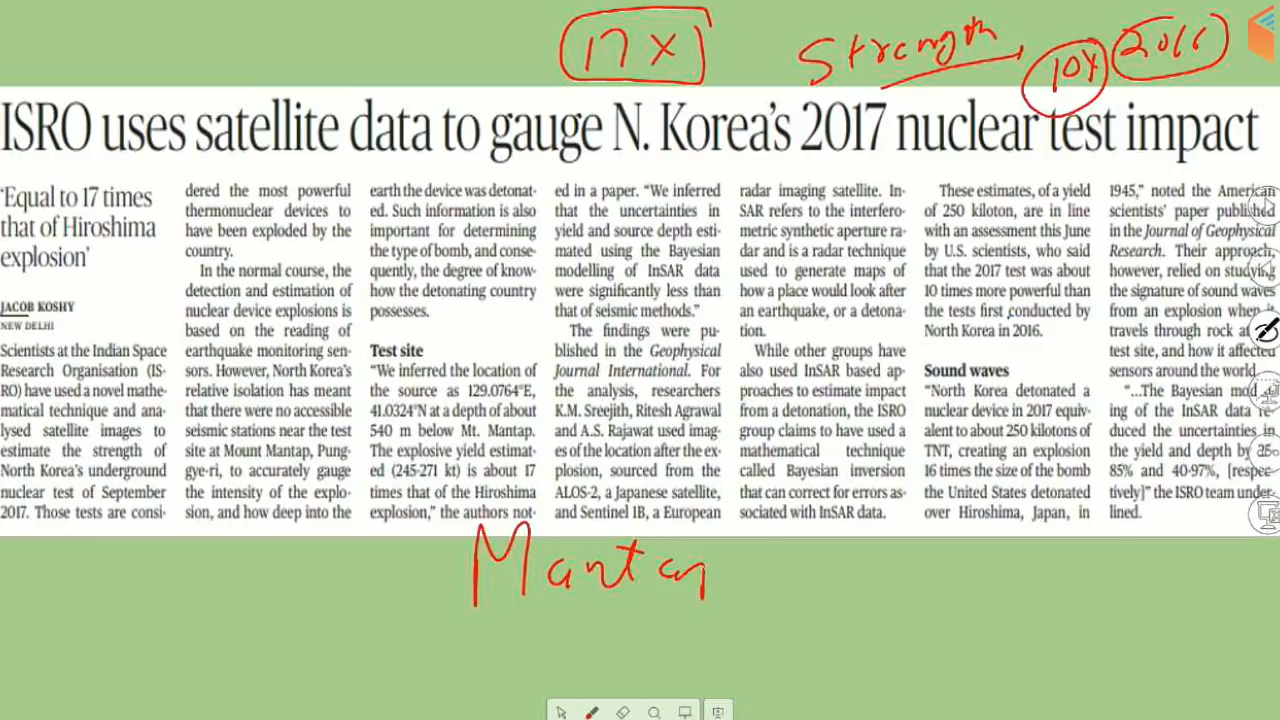 17 X
Strength
10X
2016
ISRO uses satellite data to gauge N. Korea's 2017 nuclear test impact
'Equal to 17 times
that of Hiroshima
explosion'
JACOB KOSHY
NEW DELHI
Scientists at the Indian Space
Research Organisation (IS-
RO) have used a novel mathe-
matical technique and ana-
lysed satellite images to
estimate the strength of
North Korea's underground
nuclear test of September
2017. Those tests are consi-
dered the most powerful
thermonuclear devices to
have been exploded by the
country.
In the normal course, the
detection and estimation of
nuclear device explosions is
based on the reading of
earthquake monitoring sen-
sors. However, North Korea's
relative isolation has meant
that there were no accessible
seismic stations near the test
site at Mount Mantap, Pung-
gye-ri, to accurately gauge
the intensity of the explo-
sion, and how deep into the
earth the device was detonat-
ed. Such information is also
important for determining
the type of bomb, and conse-
quently, the degree of know-
how the detonating country
possesses.
Test site
"We inferred the location of
the source as 129.0764°E,
41.0324°N at a depth of about
540 m below Mt. Mantap.
The explosive yield estimat-
ed (245-271 kt) is about 17
times that of the Hiroshima
explosion," the authors not-
ed in a paper. "We inferred
that the uncertainties in
yield and source depth esti-
mated using the Bayesian
modelling of InSAR data
were significantly less than
that of seismic methods."
The findings were pu-
blished in the Geophysical
Journal International. For
the analysis, researchers
K.M. Sreejith, Ritesh Agrawal
and A.S. Rajawat used imag-
es of the location after the ex-
plosion, sourced from the
ALOS-2, a Japanese satellite,
and Sentinel 1B, a European
radar imaging satellite. In-
SAR refers to the interfero-
metric synthetic aperture ra-
dar and is a radar technique
used to generate maps of
how a place would look after
an earthquake, or a detona-
tion.
While other groups have
also used InSAR based ap-
proaches to estimate impact
from a detonation, the ISRO
group claims to have used a
mathematical technique
called Bayesian inversion
that can correct for errors as-
sociated with InSAR data.
These estimates, of a yield
of 250 kiloton, are in line
with an assessment this June
by U.S. scientists, who said
that the 2017 test was about
10 times more powerful than
the tests first conducted by
North Korea in 2016.
Sound waves
"North Korea detonated a
nuclear device in 2017 equiv-
alent to about 250 kilotons of
TNT, creating an explosion
16 times the size of the bomb
the United States detonated
over Hiroshima, Japan, in
1945," noted the American
scientists' paper published
in the Journal of Geophysical
Research. Their approach,
however, relied on studying
the signature of sound waves
from an explosion when it
travels through rock at
test site, and how it affected
sensors around the world.
"...The Bayesian
ing of the InSAR data re-
duced the uncertainties in
the yield and depth by 25-
85% and 40-97%, [respec-
tively]" the ISRO team under-
lined.
Mantap